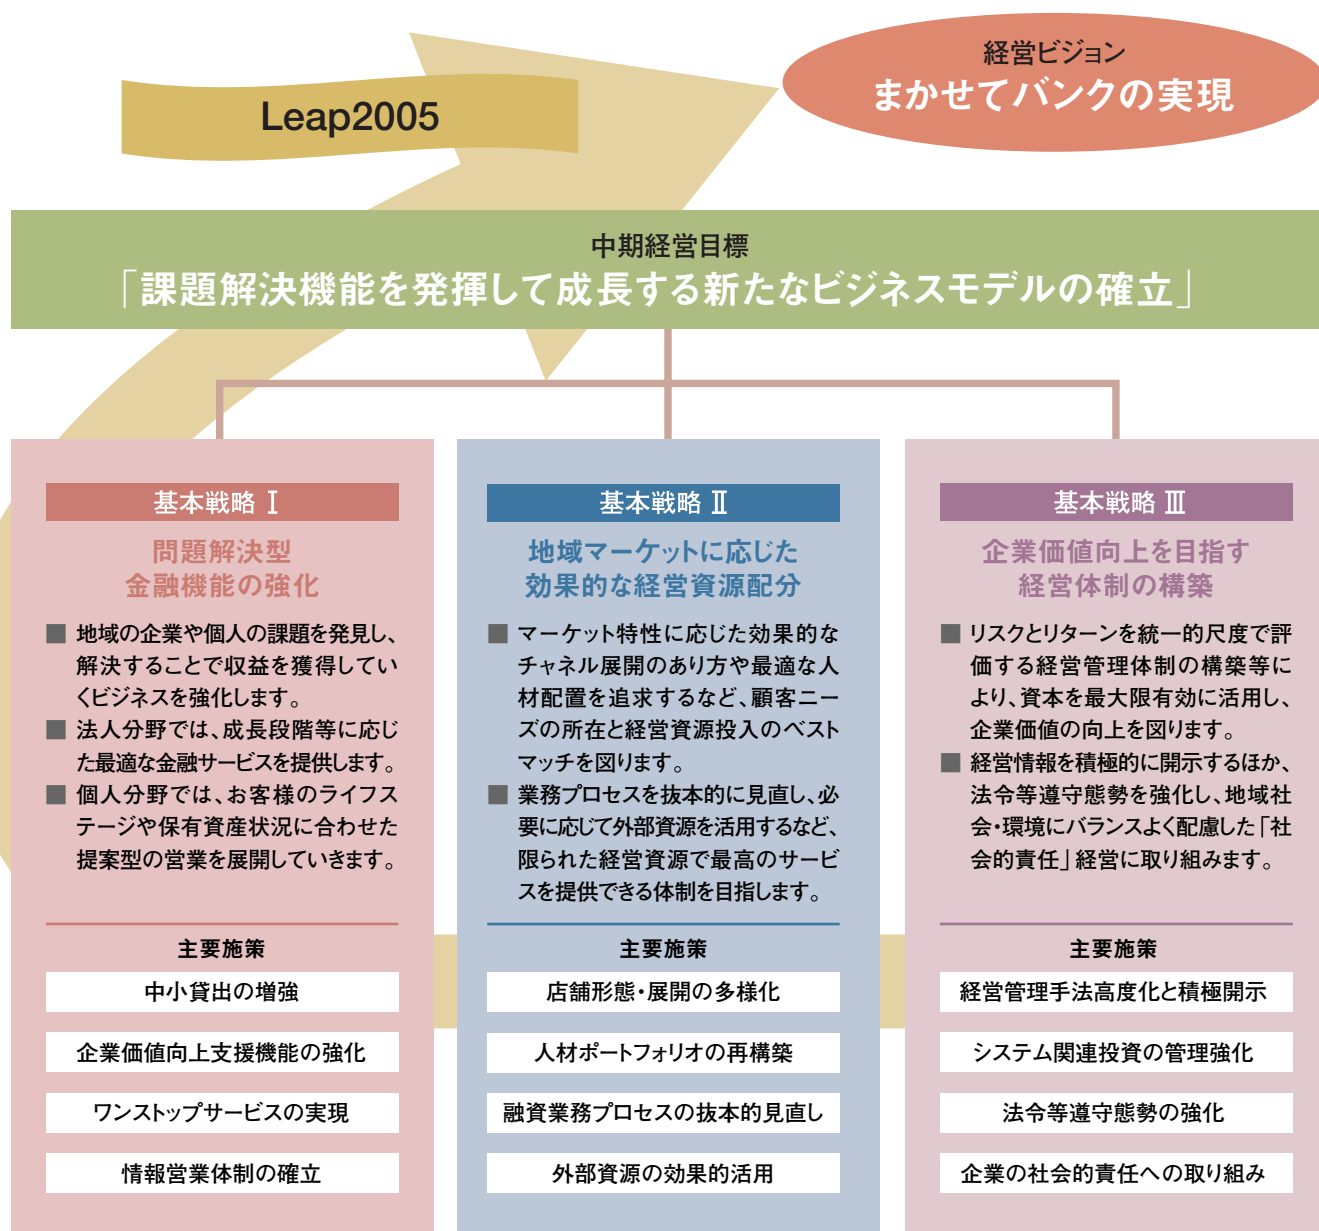 Leap2005
経営ビジョン
まかせてバンクの実現
中期経営目標
「課題解決機能を発揮して成長する新たなビジネスモデルの確立」
基本戦略 Ⅰ
問題解決型
金融機能の強化
■ 地域の企業や個人の課題を発見し、
解決することで収益を獲得してい
くビジネスを強化します。
■ 法人分野では、成長段階等に応じ
た最適な金融サービスを提供します。
■ 個人分野では、お客様のライフス
テージや保有資産状況に合わせた
提案型の営業を展開していきます。
主要施策
中小貸出の増強
企業価値向上支援機能の強化
ワンストップサービスの実現
情報営業体制の確立
基本戦略 Ⅱ
地域マーケットに応じた
効果的な経営資源配分
■ マーケット特性に応じた効果的な
チャネル展開のあり方や最適な人
材配置を追求するなど、顧客ニー
ズの所在と経営資源投入のベスト
マッチを図ります。
■ 業務プロセスを抜本的に見直し、必
要に応じて外部資源を活用するなど、
限られた経営資源で最高のサービ
スを提供できる体制を目指します。
主要施策
店舗形態・展開の多様化
人材ポートフォリオの再構築
融資業務プロセスの抜本的見直し
外部資源の効果的活用
基本戦略 Ⅲ
企業価値向上を目指す
経営体制の構築
■ リスクとリターンを統一的尺度で評
価する経営管理体制の構築等に
より、資本を最大限有効に活用し、
企業価値の向上を図ります。
■ 経営情報を積極的に開示するほか、
法令等遵守態勢を強化し、地域社
会・環境にバランスよく配慮した「社
会的責任」経営に取り組みます。
主要施策
経営管理手法高度化と積極開示
システム関連投資の管理強化
法令等遵守態勢の強化
企業の社会的責任への取り組み